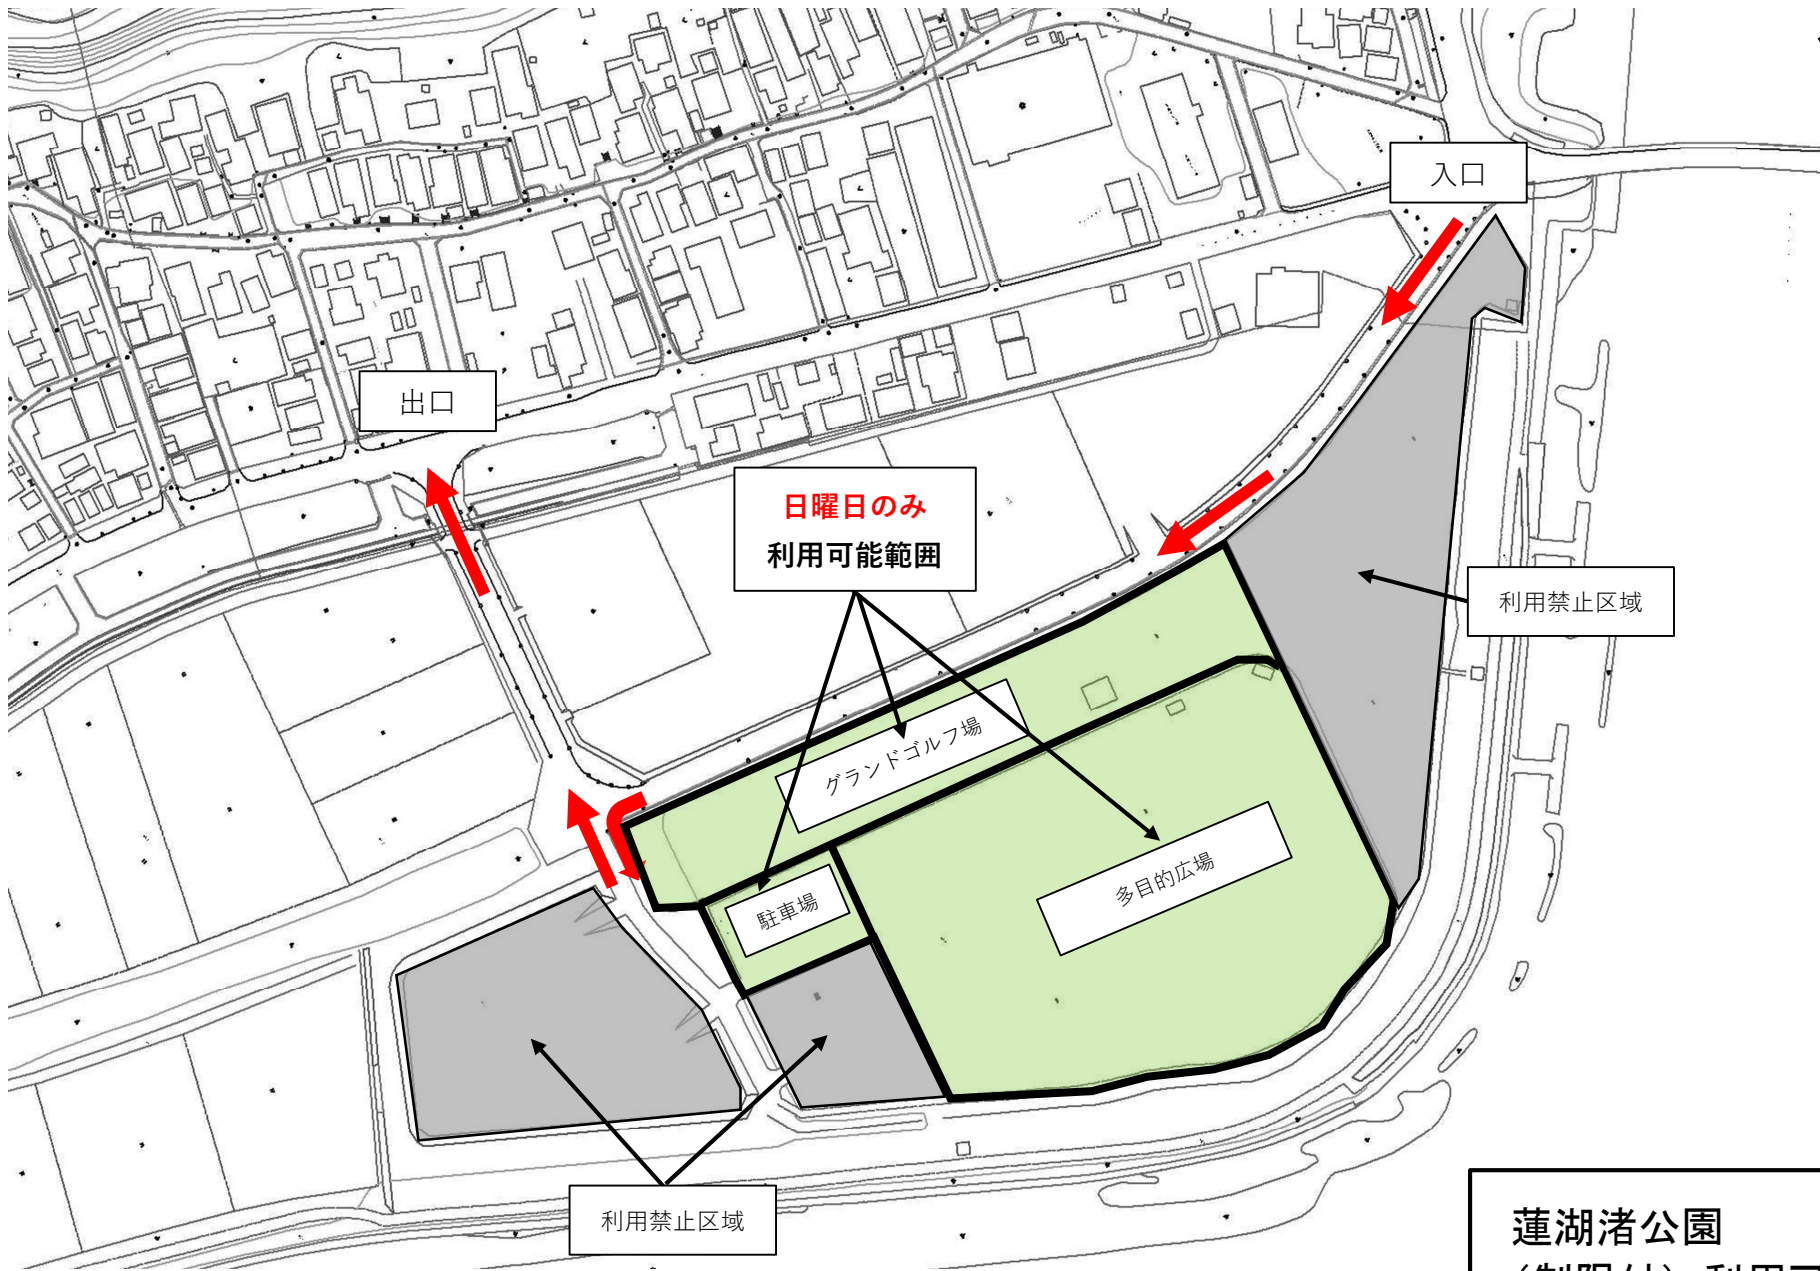 入口
出口
日曜日のみ
利用可能範囲
利用禁止区域
グランドゴルフ場
駐車場
多目的広場
利用禁止区域
蓮湖渚公園